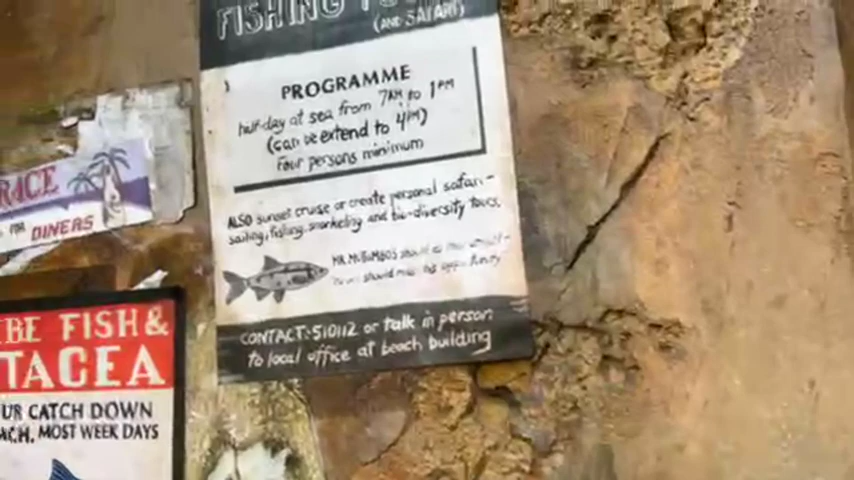 FISHING
(AND SAFARI)
PROGRAMME
half-day at sea from 7AM to 1PM
(can be extend to 4PM)
Four persons minimum
ALSO sunset cruise or create personal safari-
sailing, fishing, snorkeling and bio-diversity tours.
CONTACT: 510112 or talk in person
to local office at beach building
RACE
FOR DINERS
BE FISH &
TACEA
UR CATCH DOWN
ACH, MOST WEEK DAYS